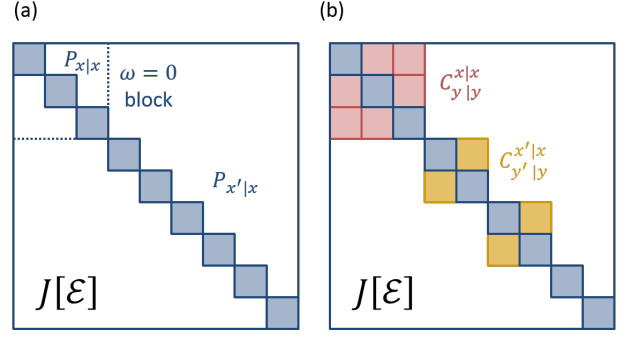 (a)
P_{x|x}
ω = 0
block
P_{x'|x}
J[ℰ]
(b)
C^{x|x}_{y|y}
C^{x'|x}_{y'|y}
J[ℰ]